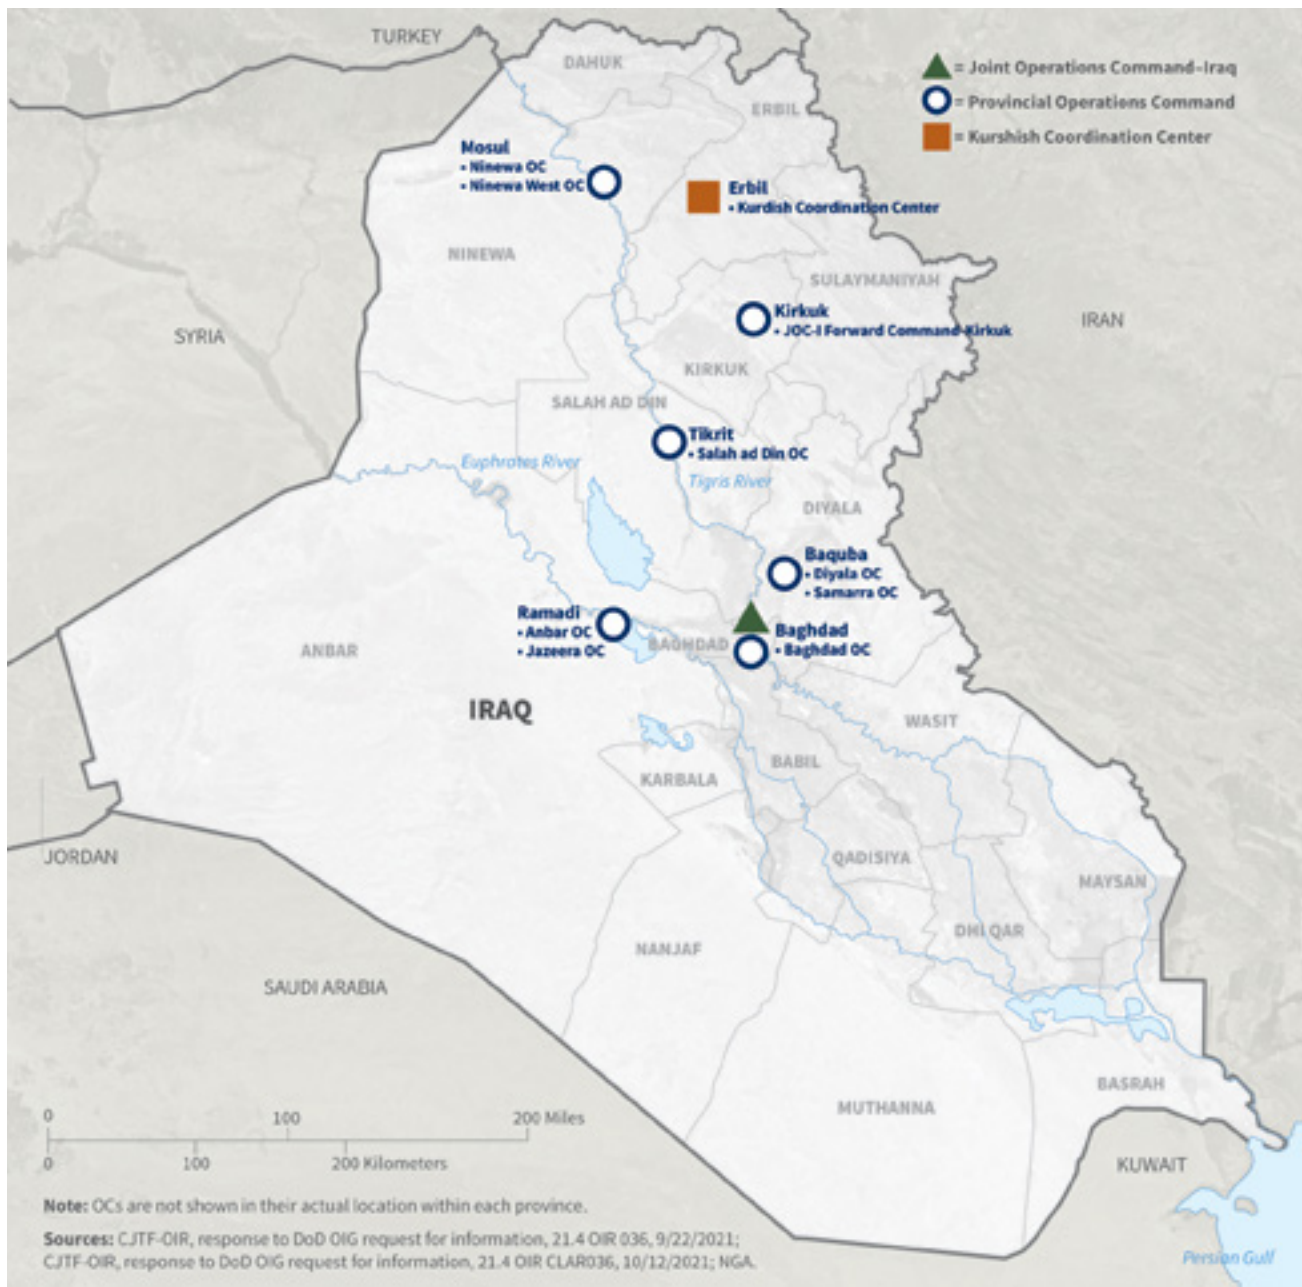 TURKEY
DAHUK
ERBIL
= Joint Operations Command–Iraq
= Provincial Operations Command
= Kurshish Coordination Center
Mosul
• Ninewa OC
• Ninewa West OC
Erbil
• Kurdish Coordination Center
NINEWA
SULAYMANIYAH
SYRIA
Kirkuk
• JOC-I Forward Command-Kirkuk
IRAN
KIRKUK
SALAH AD DIN
Tikrit
• Salah ad Din OC
Euphrates River
Tigris River
DIYALA
Baquba
• Diyala OC
• Samarra OC
Ramadi
• Anbar OC
• Jazeera OC
BAGHDAD
Baghdad
• Baghdad OC
ANBAR
IRAQ
WASIT
BABIL
KARBALA
JORDAN
QADISIYA
MAYSAN
DHI QAR
NANJAF
SAUDI ARABIA
BASRAH
MUTHANNA
KUWAIT
0 100 200 Miles
0 100 200 Kilometers
Note: OCs are not shown in their actual location within each province.
Sources: CJTF-OIR, response to DoD OIG request for information, 21.4 OIR 036, 9/22/2021;
CJTF-OIR, response to DoD OIG request for information, 21.4 OIR CLAR036, 10/12/2021; NGA.
Persian Gulf